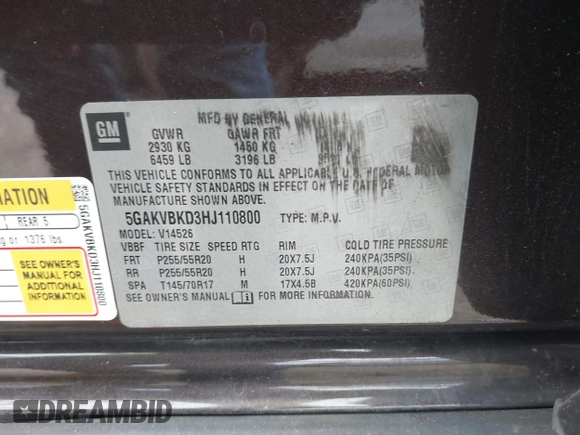 GM
MFD BY GENERAL
GVWR GAWR FRT
2930 KG 1450 KG
6459 LB 3196 LB
THIS VEHICLE CONFORMS TO ALL APPLICABLE U.S. FEDERAL MOTOR
VEHICLE SAFETY STANDARDS IN EFFECT ON THE DATE OF
MANUFACTURE SHOWN ABOVE.
5GAKVBKD3HJ110800 TYPE: M.P.V.
MODEL: V14526
VBBF TIRE SIZE SPEED RTG RIM COLD TIRE PRESSURE
FRT P255/55R20 H 20X7.5J 240KPA(35PSI)
RR P255/55R20 H 20X7.5J 240KPA(35PSI)
SPA T145/70R17 M 17X4.5B 420KPA(60PSI)
SEE OWNER'S MANUAL FOR MORE INFORMATION
REAR 5
or 1376 lbs
SEE OWNER'S
MANUAL FOR
ADDITIONAL
INFORMATION
5GAKVBKD3HJ110800
DREAMBID